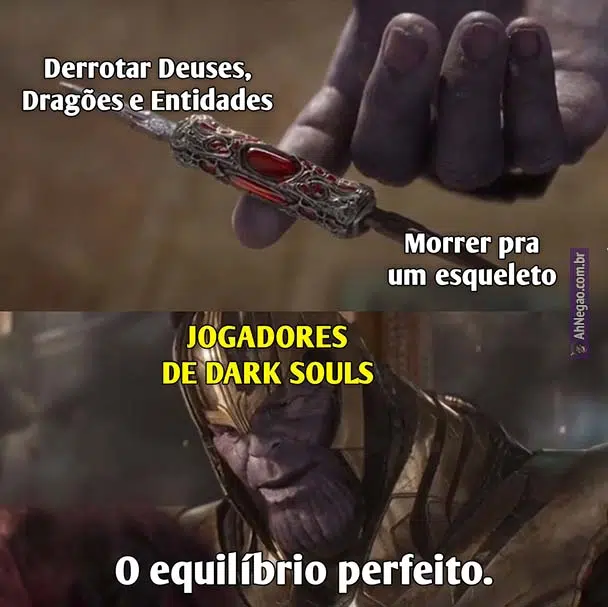 Derrotar Deuses,
Dragões e Entidades
Morrer pra
um esqueleto
AhNegao.com.br
JOGADORES
DE DARK SOULS
O equilíbrio perfeito.